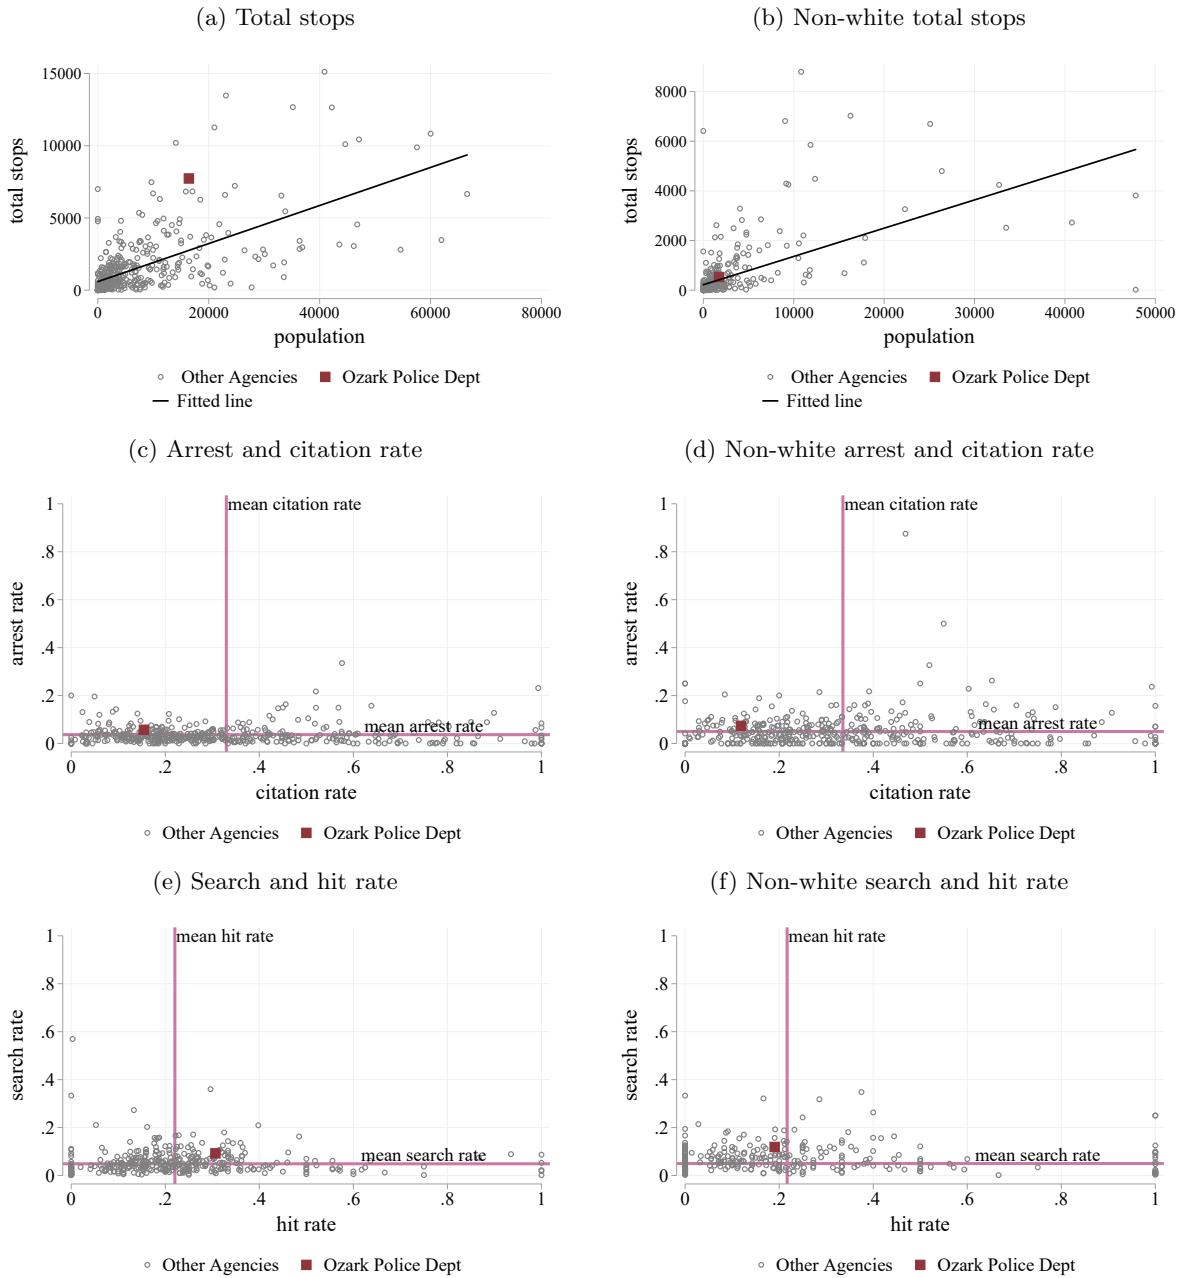 (a) Total stops
(b) Non-white total stops
15000
10000
5000
0
total stops
0 20000 40000 60000 80000
population
Other Agencies Ozark Police Dept
Fitted line
8000
6000
4000
2000
0
total stops
0 10000 20000 30000 40000 50000
population
Other Agencies Ozark Police Dept
Fitted line
(c) Arrest and citation rate
(d) Non-white arrest and citation rate
1
.8
.6
.4
.2
0
arrest rate
mean citation rate
mean arrest rate
0 .2 .4 .6 .8 1
citation rate
Other Agencies Ozark Police Dept
1
.8
.6
.4
.2
0
arrest rate
mean citation rate
mean arrest rate
0 .2 .4 .6 .8 1
citation rate
Other Agencies Ozark Police Dept
(e) Search and hit rate
(f) Non-white search and hit rate
1
.8
.6
.4
.2
0
search rate
mean hit rate
mean search rate
0 .2 .4 .6 .8 1
hit rate
Other Agencies Ozark Police Dept
1
.8
.6
.4
.2
0
search rate
mean hit rate
mean search rate
0 .2 .4 .6 .8 1
hit rate
Other Agencies Ozark Police Dept